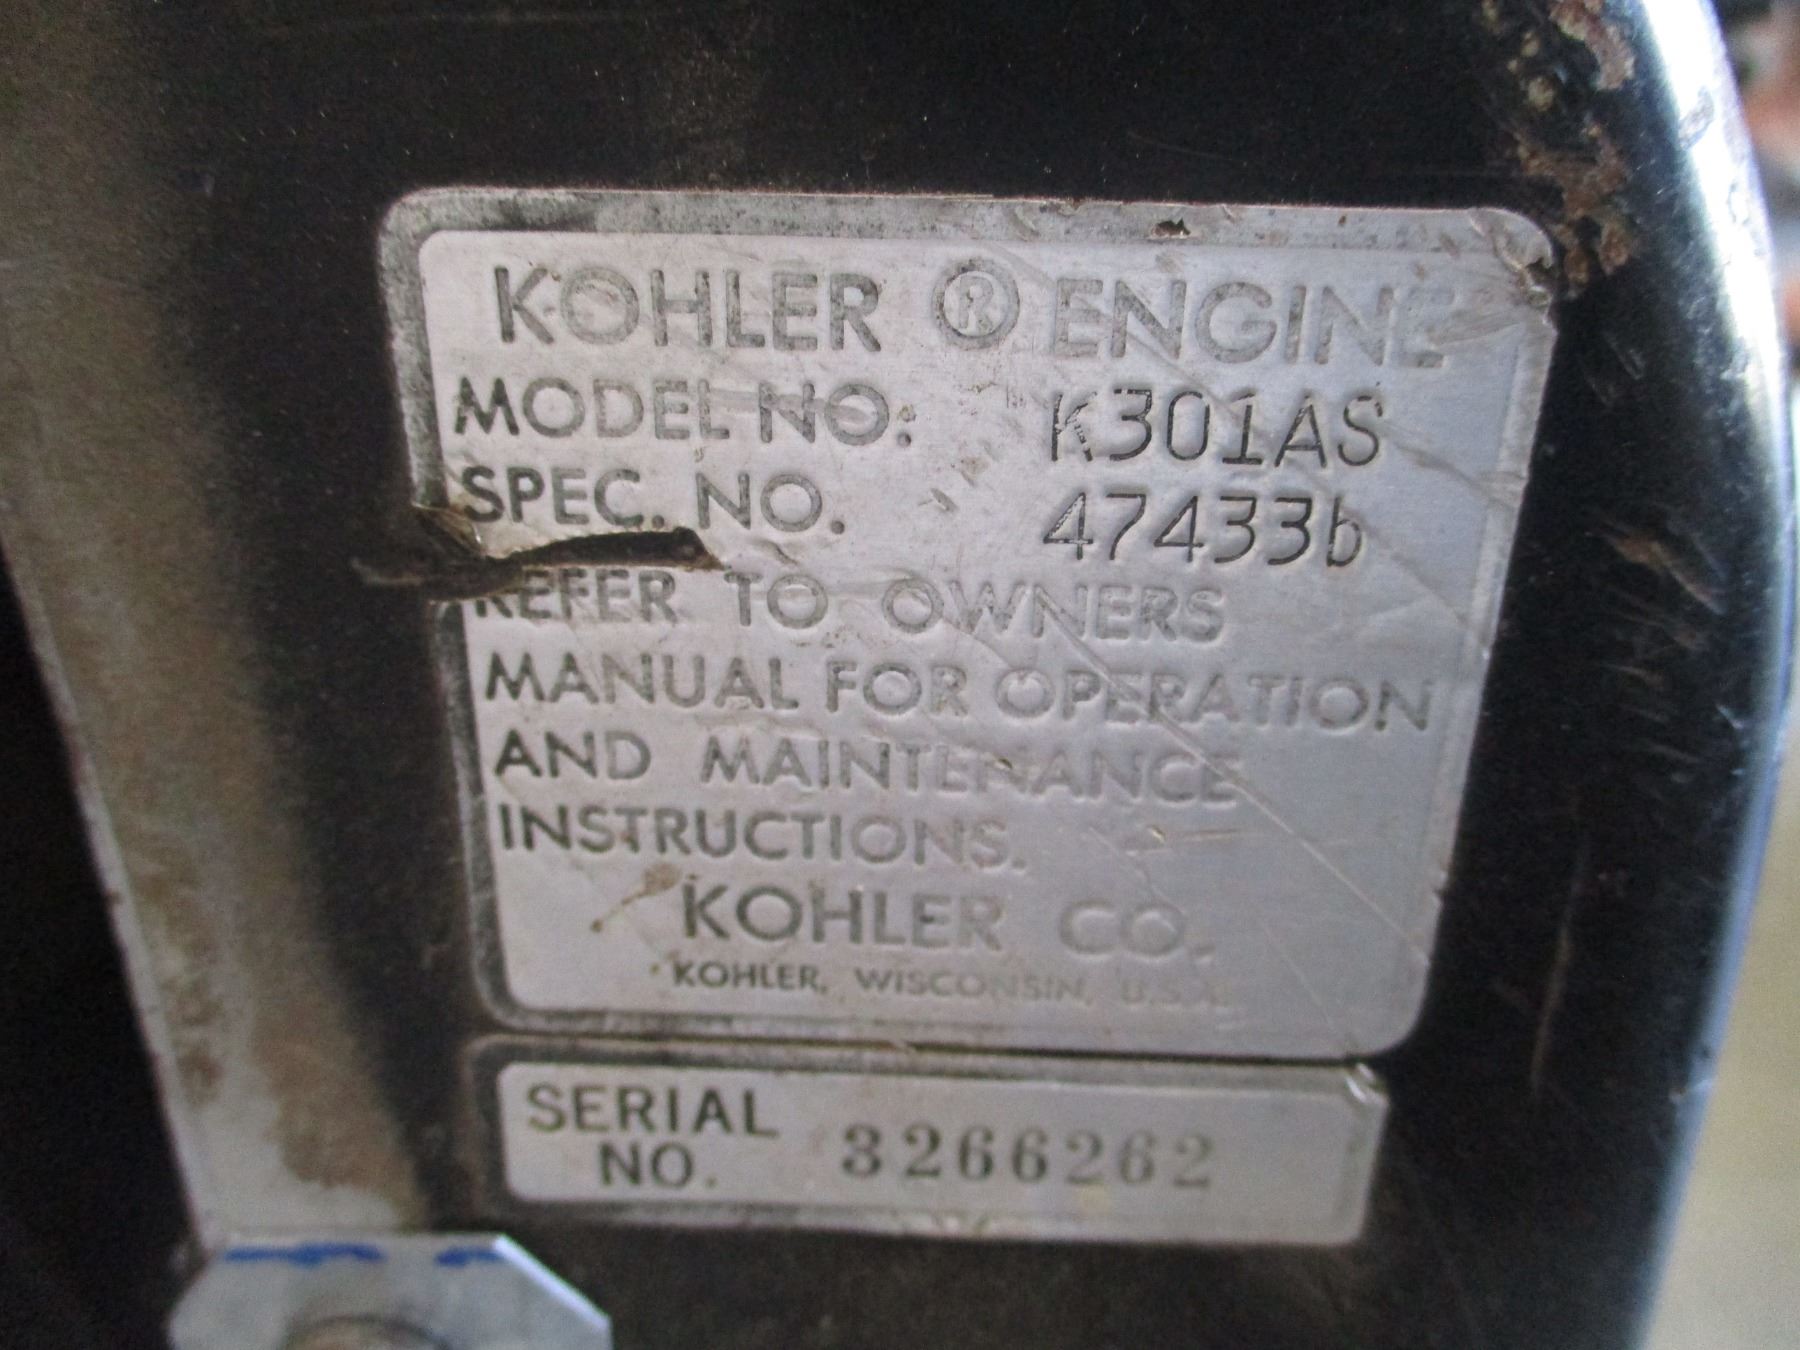 KOHLER ® ENGINE
MODEL NO. K301AS
SPEC. NO. 47433b
REFER TO OWNERS
MANUAL FOR OPERATION
AND MAINTENANCE
INSTRUCTIONS.
KOHLER CO.
KOHLER, WISCONSIN, U.S.A.
SERIAL
NO. 3266262